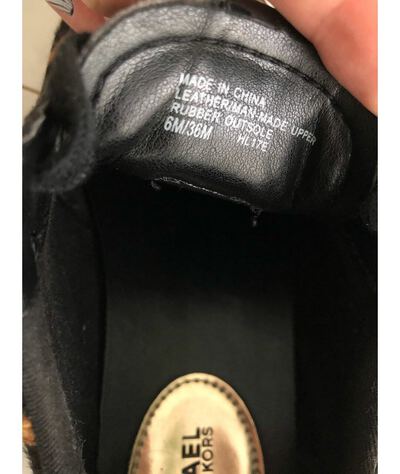 MADE IN CHINA
LEATHER/MAN-MADE UPPER
RUBBER OUTSOLE
6M/36M
HL17E
AEL
KORS